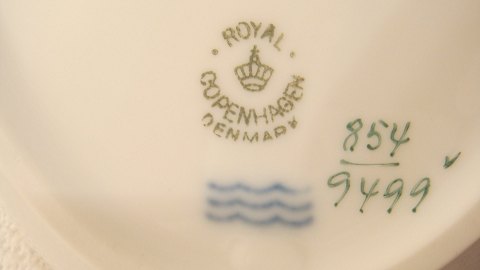 ROYAL
COPENHAGEN
DENMARK
854
9499